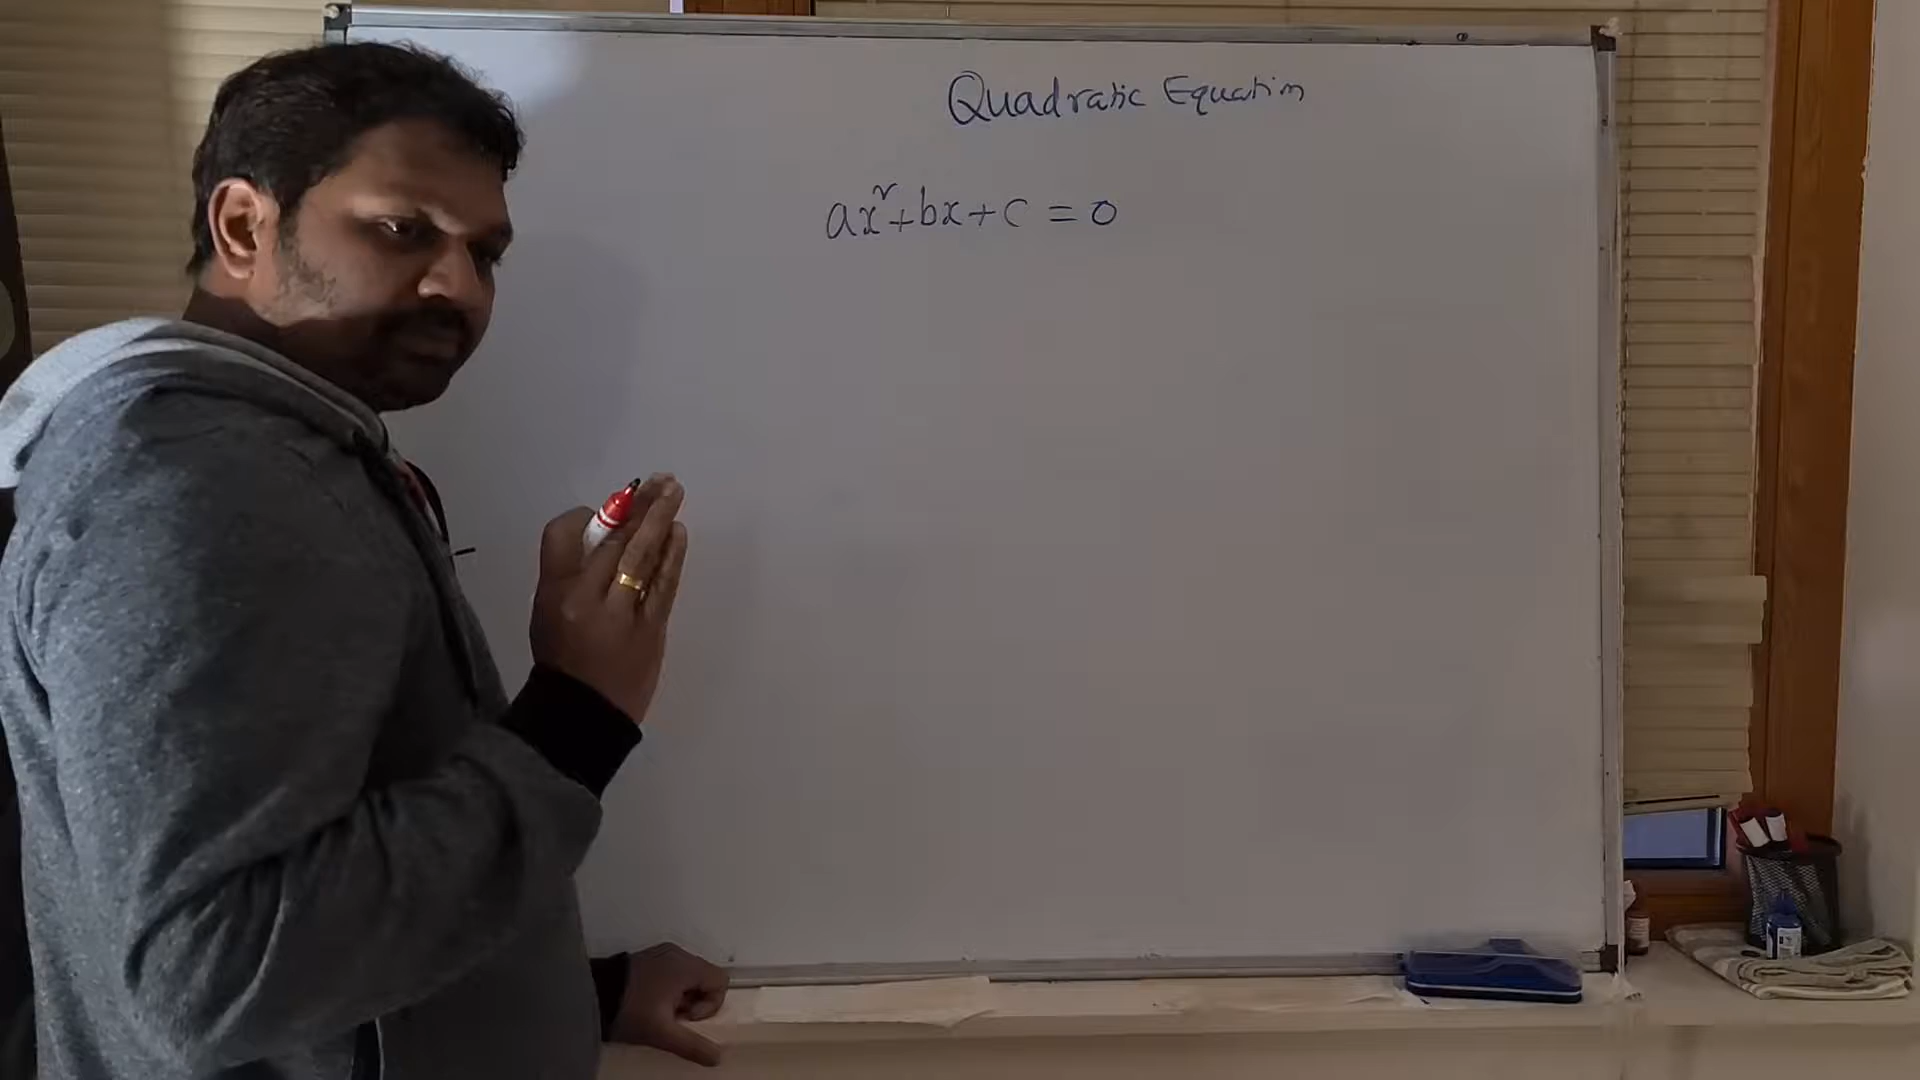 Quadratic Equation
ax²+bx+c = 0